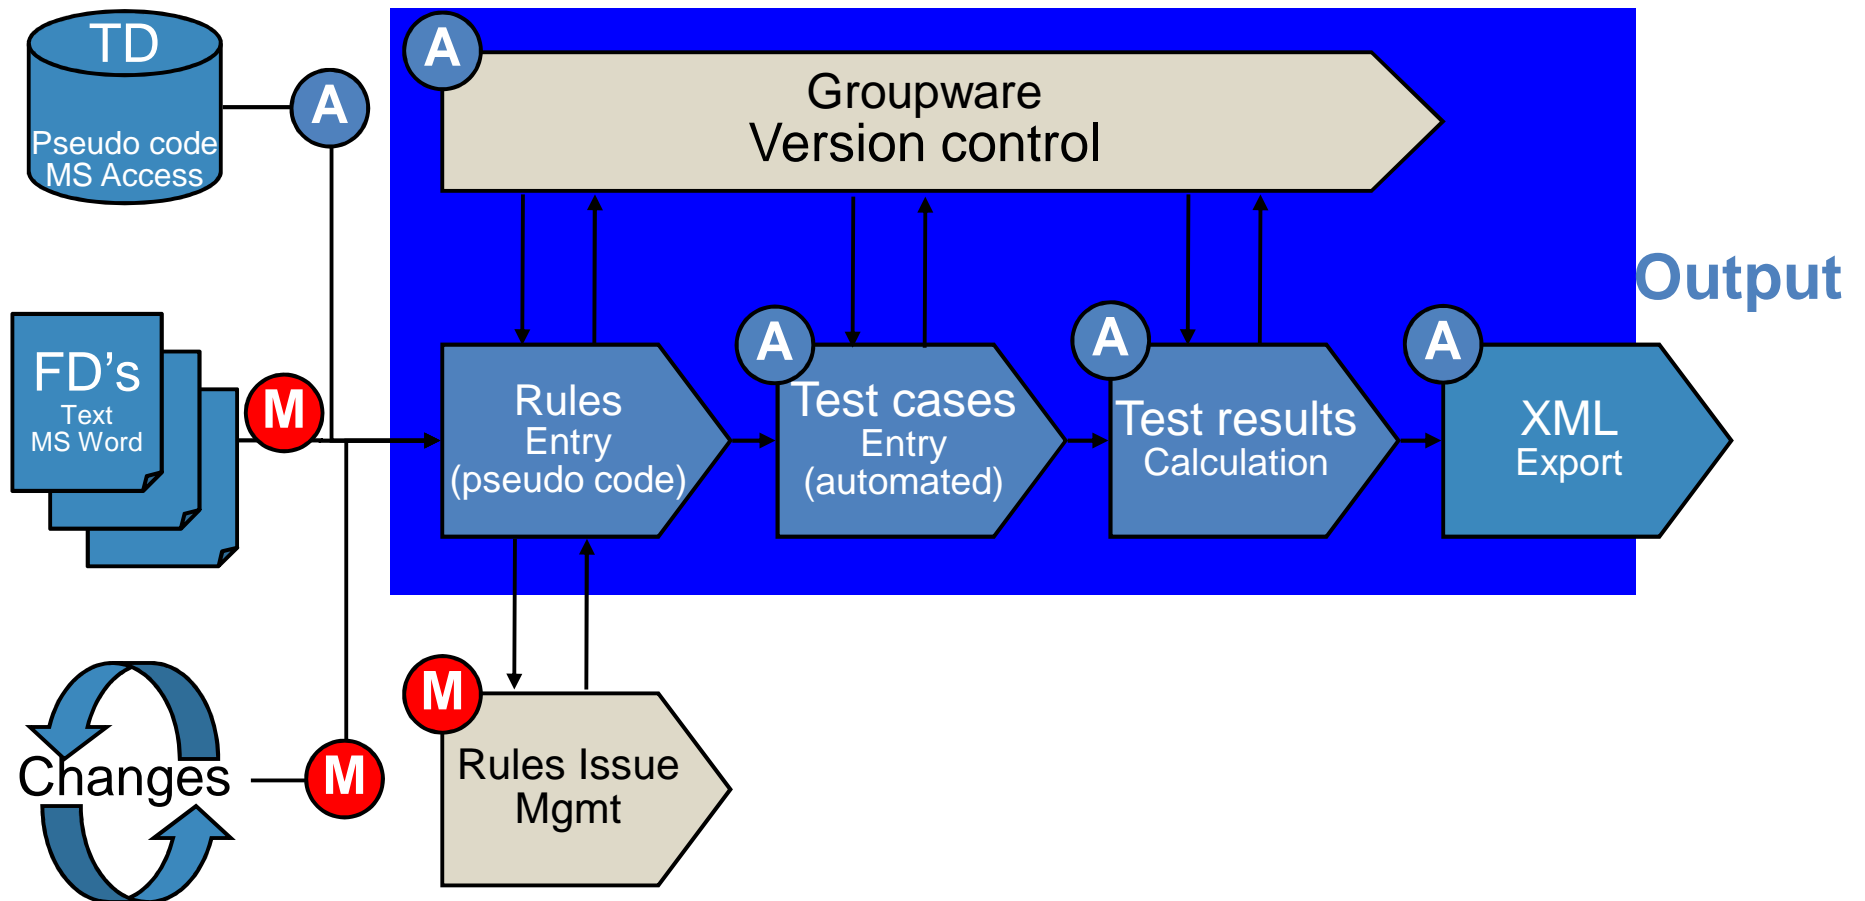 TD
Pseudo code
MS Access
A
A
Groupware
Version control
Output
FD's
Text
MS Word
M
Rules
Entry
(pseudo code)
A
Test cases
Entry
(automated)
A
Test results
Calculation
A
XML
Export
Changes
M
M
Rules Issue
Mgmt